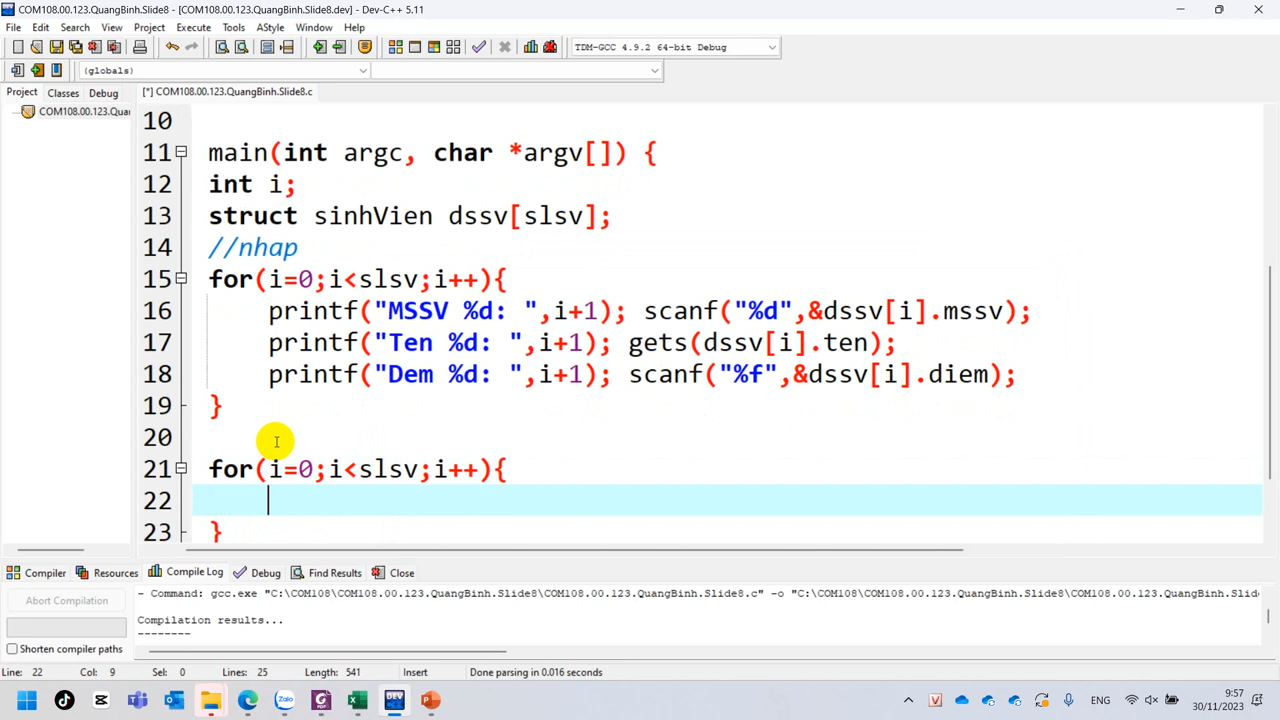 COM108.00.123.QuangBinh.Slide8 - [COM108.00.123.QuangBinh.Slide8.dev] - Dev-C++ 5.11
File Edit Search View Project Execute Tools AStyle Window Help
TDM-GCC 4.9.2 64-bit Debug
(globals)
Project Classes Debug
[*] COM108.00.123.QuangBinh.Slide8.c
COM108.00.123.Qua
10
11 main(int argc, char *argv[]) {
12 int i;
13 struct sinhVien dssv[slsv];
14 //nhap
15 for(i=0;i<slsv;i++){
16 printf("MSSV %d: ",i+1); scanf("%d",&dssv[i].mssv);
17 printf("Ten %d: ",i+1); gets(dssv[i].ten);
18 printf("Dem %d: ",i+1); scanf("%f",&dssv[i].diem);
19 }
20
21 for(i=0;i<slsv;i++){
22
23 }
Compiler Resources Compile Log Debug Find Results Close
Abort Compilation
Shorten compiler paths
- Command: gcc.exe "C:\COM108\COM108.00.123.QuangBinh.Slide8\COM108.00.123.QuangBinh.Slide8.c" -o "C:\COM108\COM108.00.123.QuangBinh.Slide8\COM108.00.123.QuangBinh.Slide
Compilation results...
--------
Line: 22 Col: 9 Sel: 0 Lines: 25 Length: 541 Insert Done parsing in 0.016 seconds
Zalo
DEV
ENG
9:57
30/11/2023